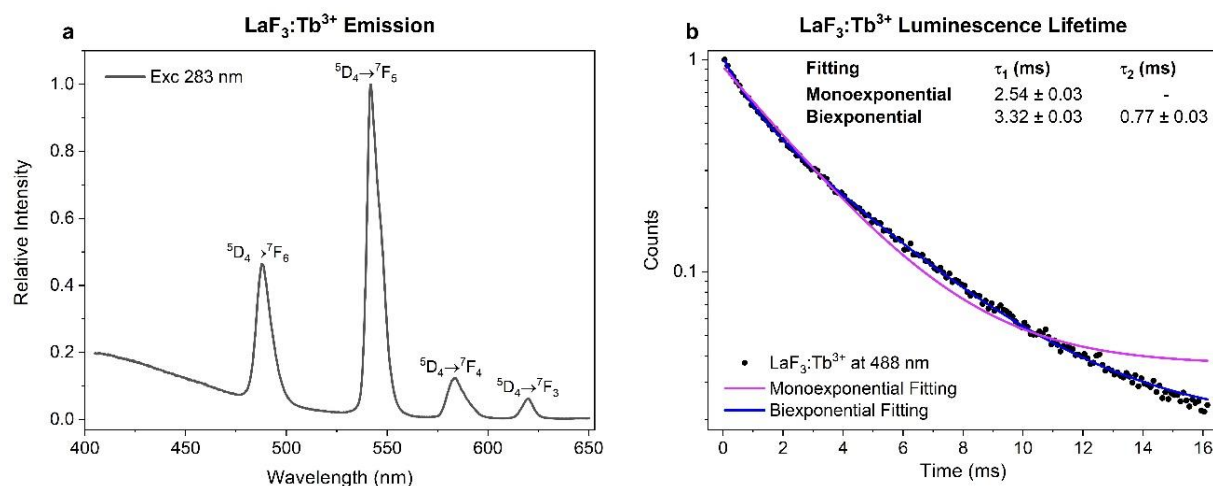 LaF₃:Tb³⁺ Emission
a
Exc 283 nm
⁵D₄→⁷F₅
⁵D₄→⁷F₆
⁵D₄→⁷F₄
⁵D₄→⁷F₃
1.0
0.8
0.6
0.4
0.2
0.0
Relative Intensity
400 450 500 550 600 650
Wavelength (nm)
LaF₃:Tb³⁺ Luminescence Lifetime
b
Fitting τ₁ (ms) τ₂ (ms)
Monoexponential 2.54 ± 0.03 -
Biexponential 3.32 ± 0.03 0.77 ± 0.03
1
0.1
Counts
LaF₃:Tb³⁺ at 488 nm
Monoexponential Fitting
Biexponential Fitting
0 2 4 6 8 10 12 14 16
Time (ms)